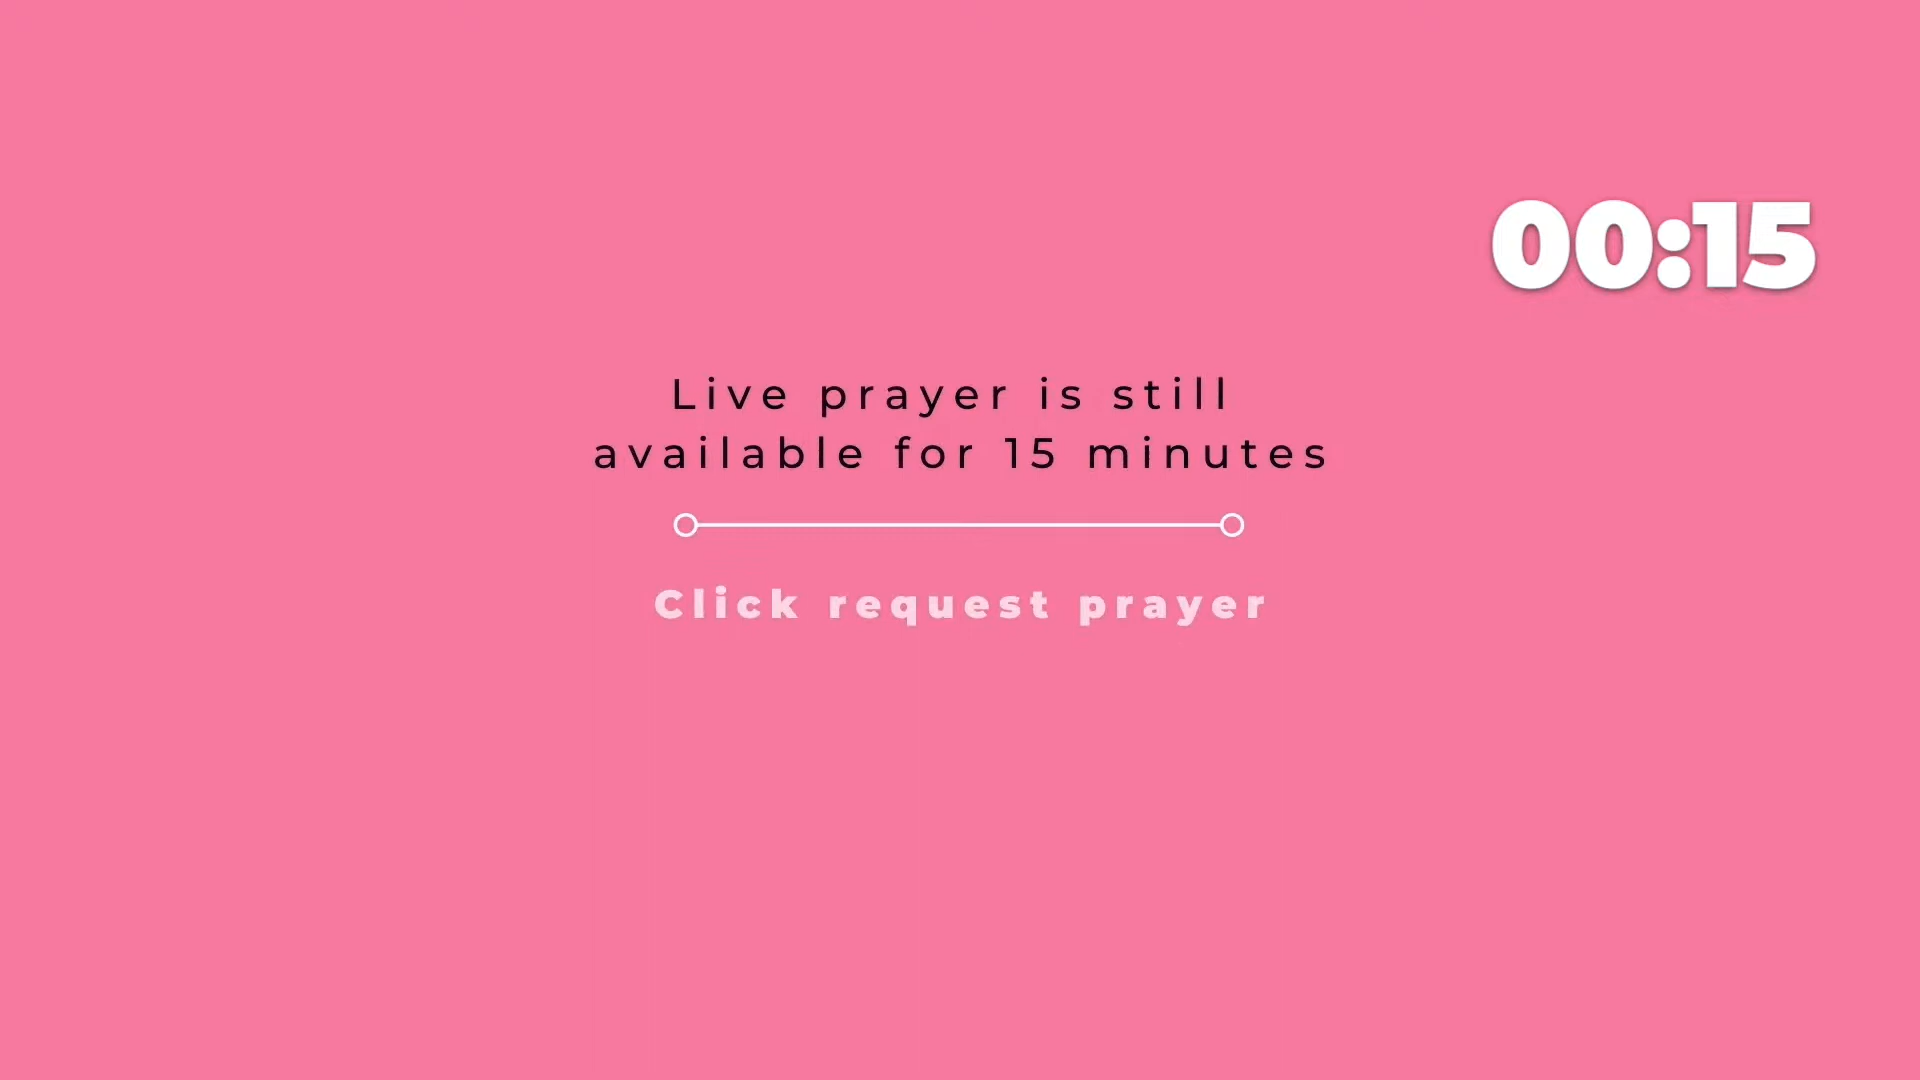 00:15
Live prayer is still
available for 15 minutes
Click request prayer